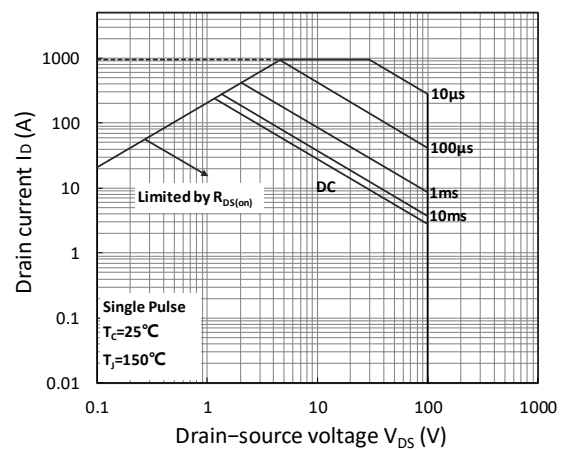 1000
100
10
1
0.1
0.01
Drain current ID (A)
10μs
100μs
1ms
10ms
DC
Limited by RDS(on)
Single Pulse
TC=25℃
TJ=150℃
0.1
1
10
100
1000
Drain−source voltage VDS (V)